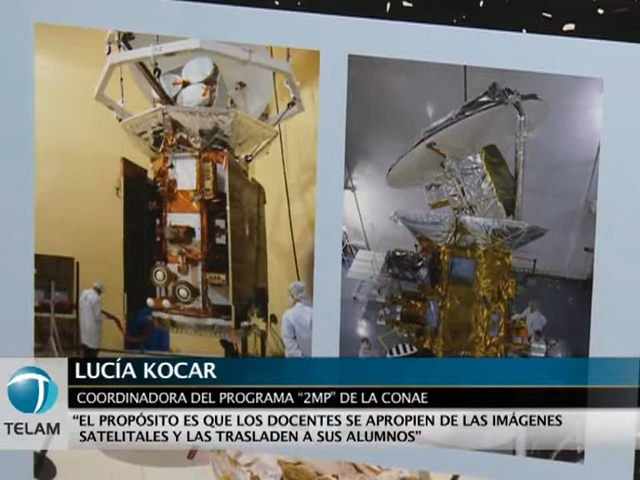 LUCÍA KOCAR
COORDINADORA DEL PROGRAMA “2MP” DE LA CONAE
“EL PROPÓSITO ES QUE LOS DOCENTES SE APROPIEN DE LAS IMÁGENES
SATELITALES Y LAS TRASLADEN A SUS ALUMNOS”
TELAM